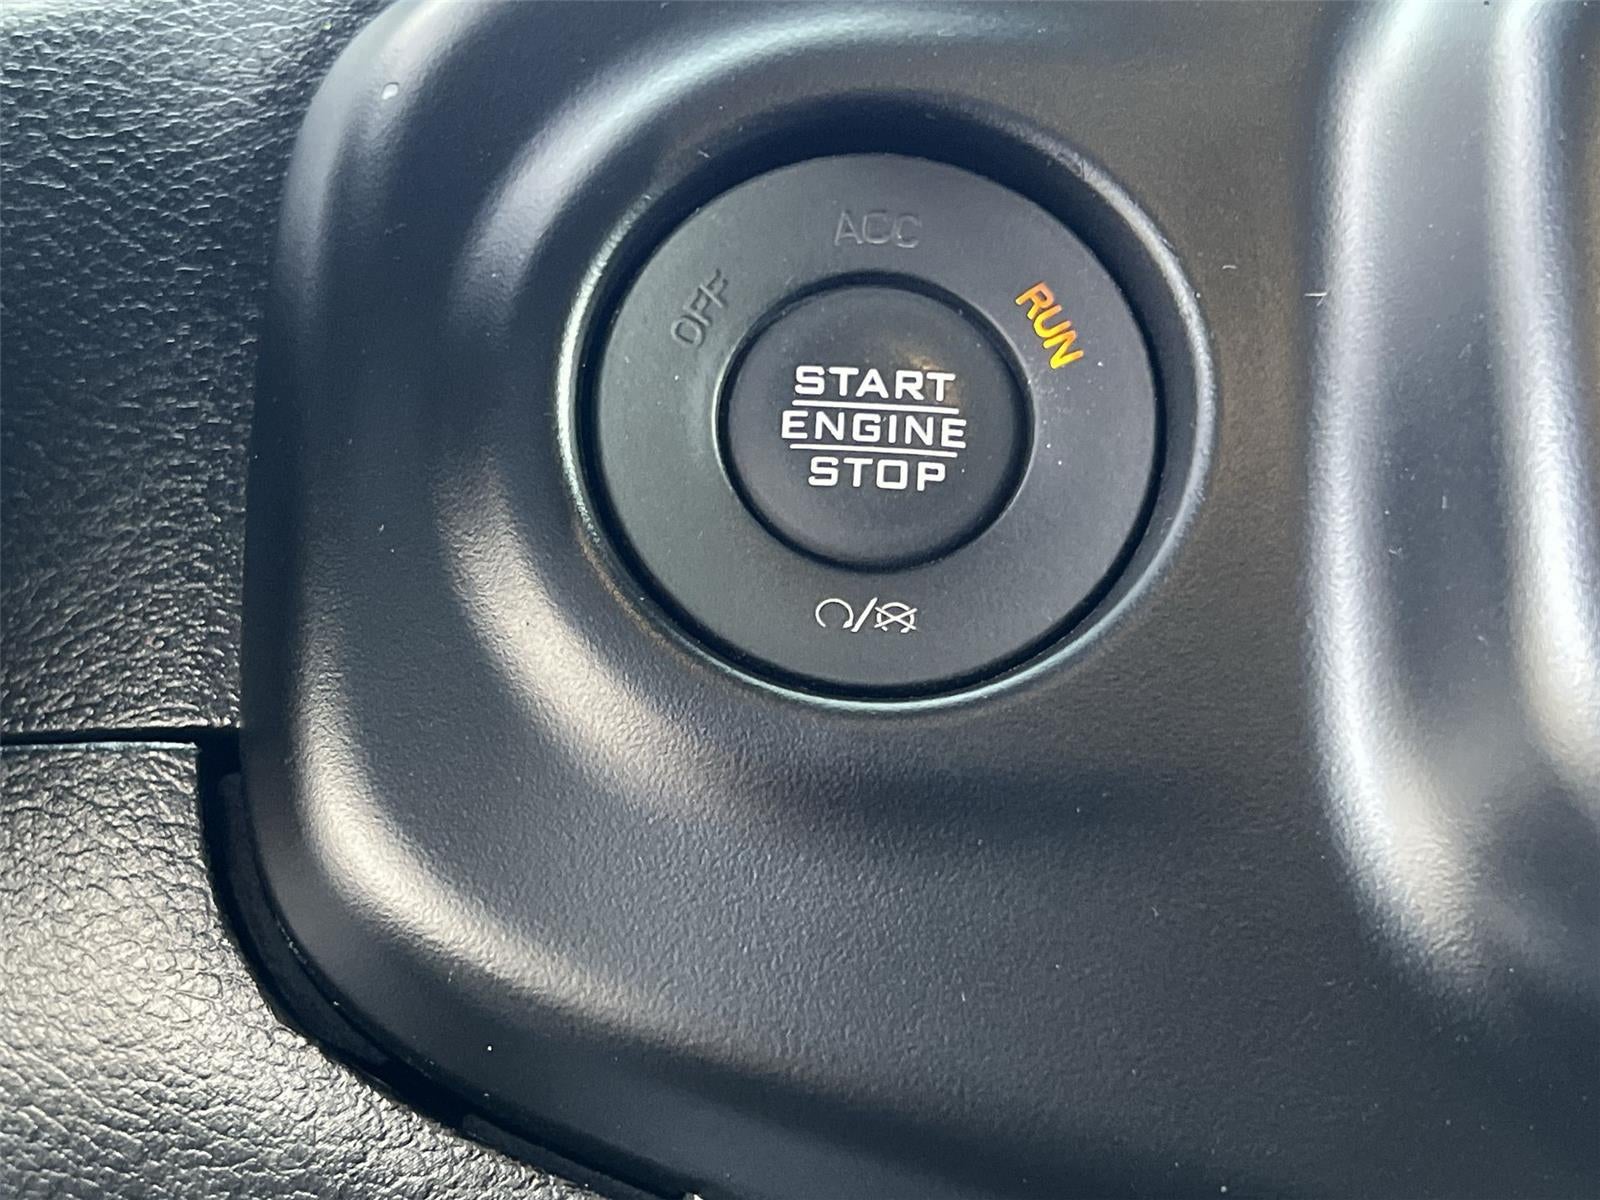 ACC
OFF
RUN
START
ENGINE
STOP